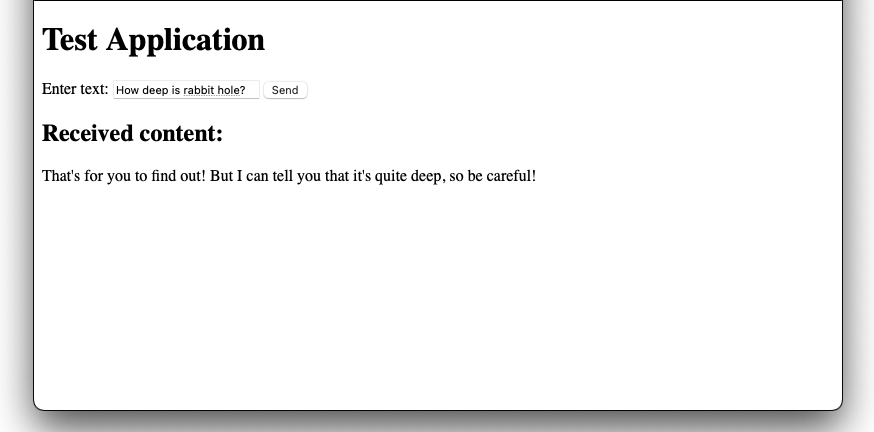 Test Application
Enter text: How deep is rabbit hole? Send
Received content:
That's for you to find out! But I can tell you that it's quite deep, so be careful!